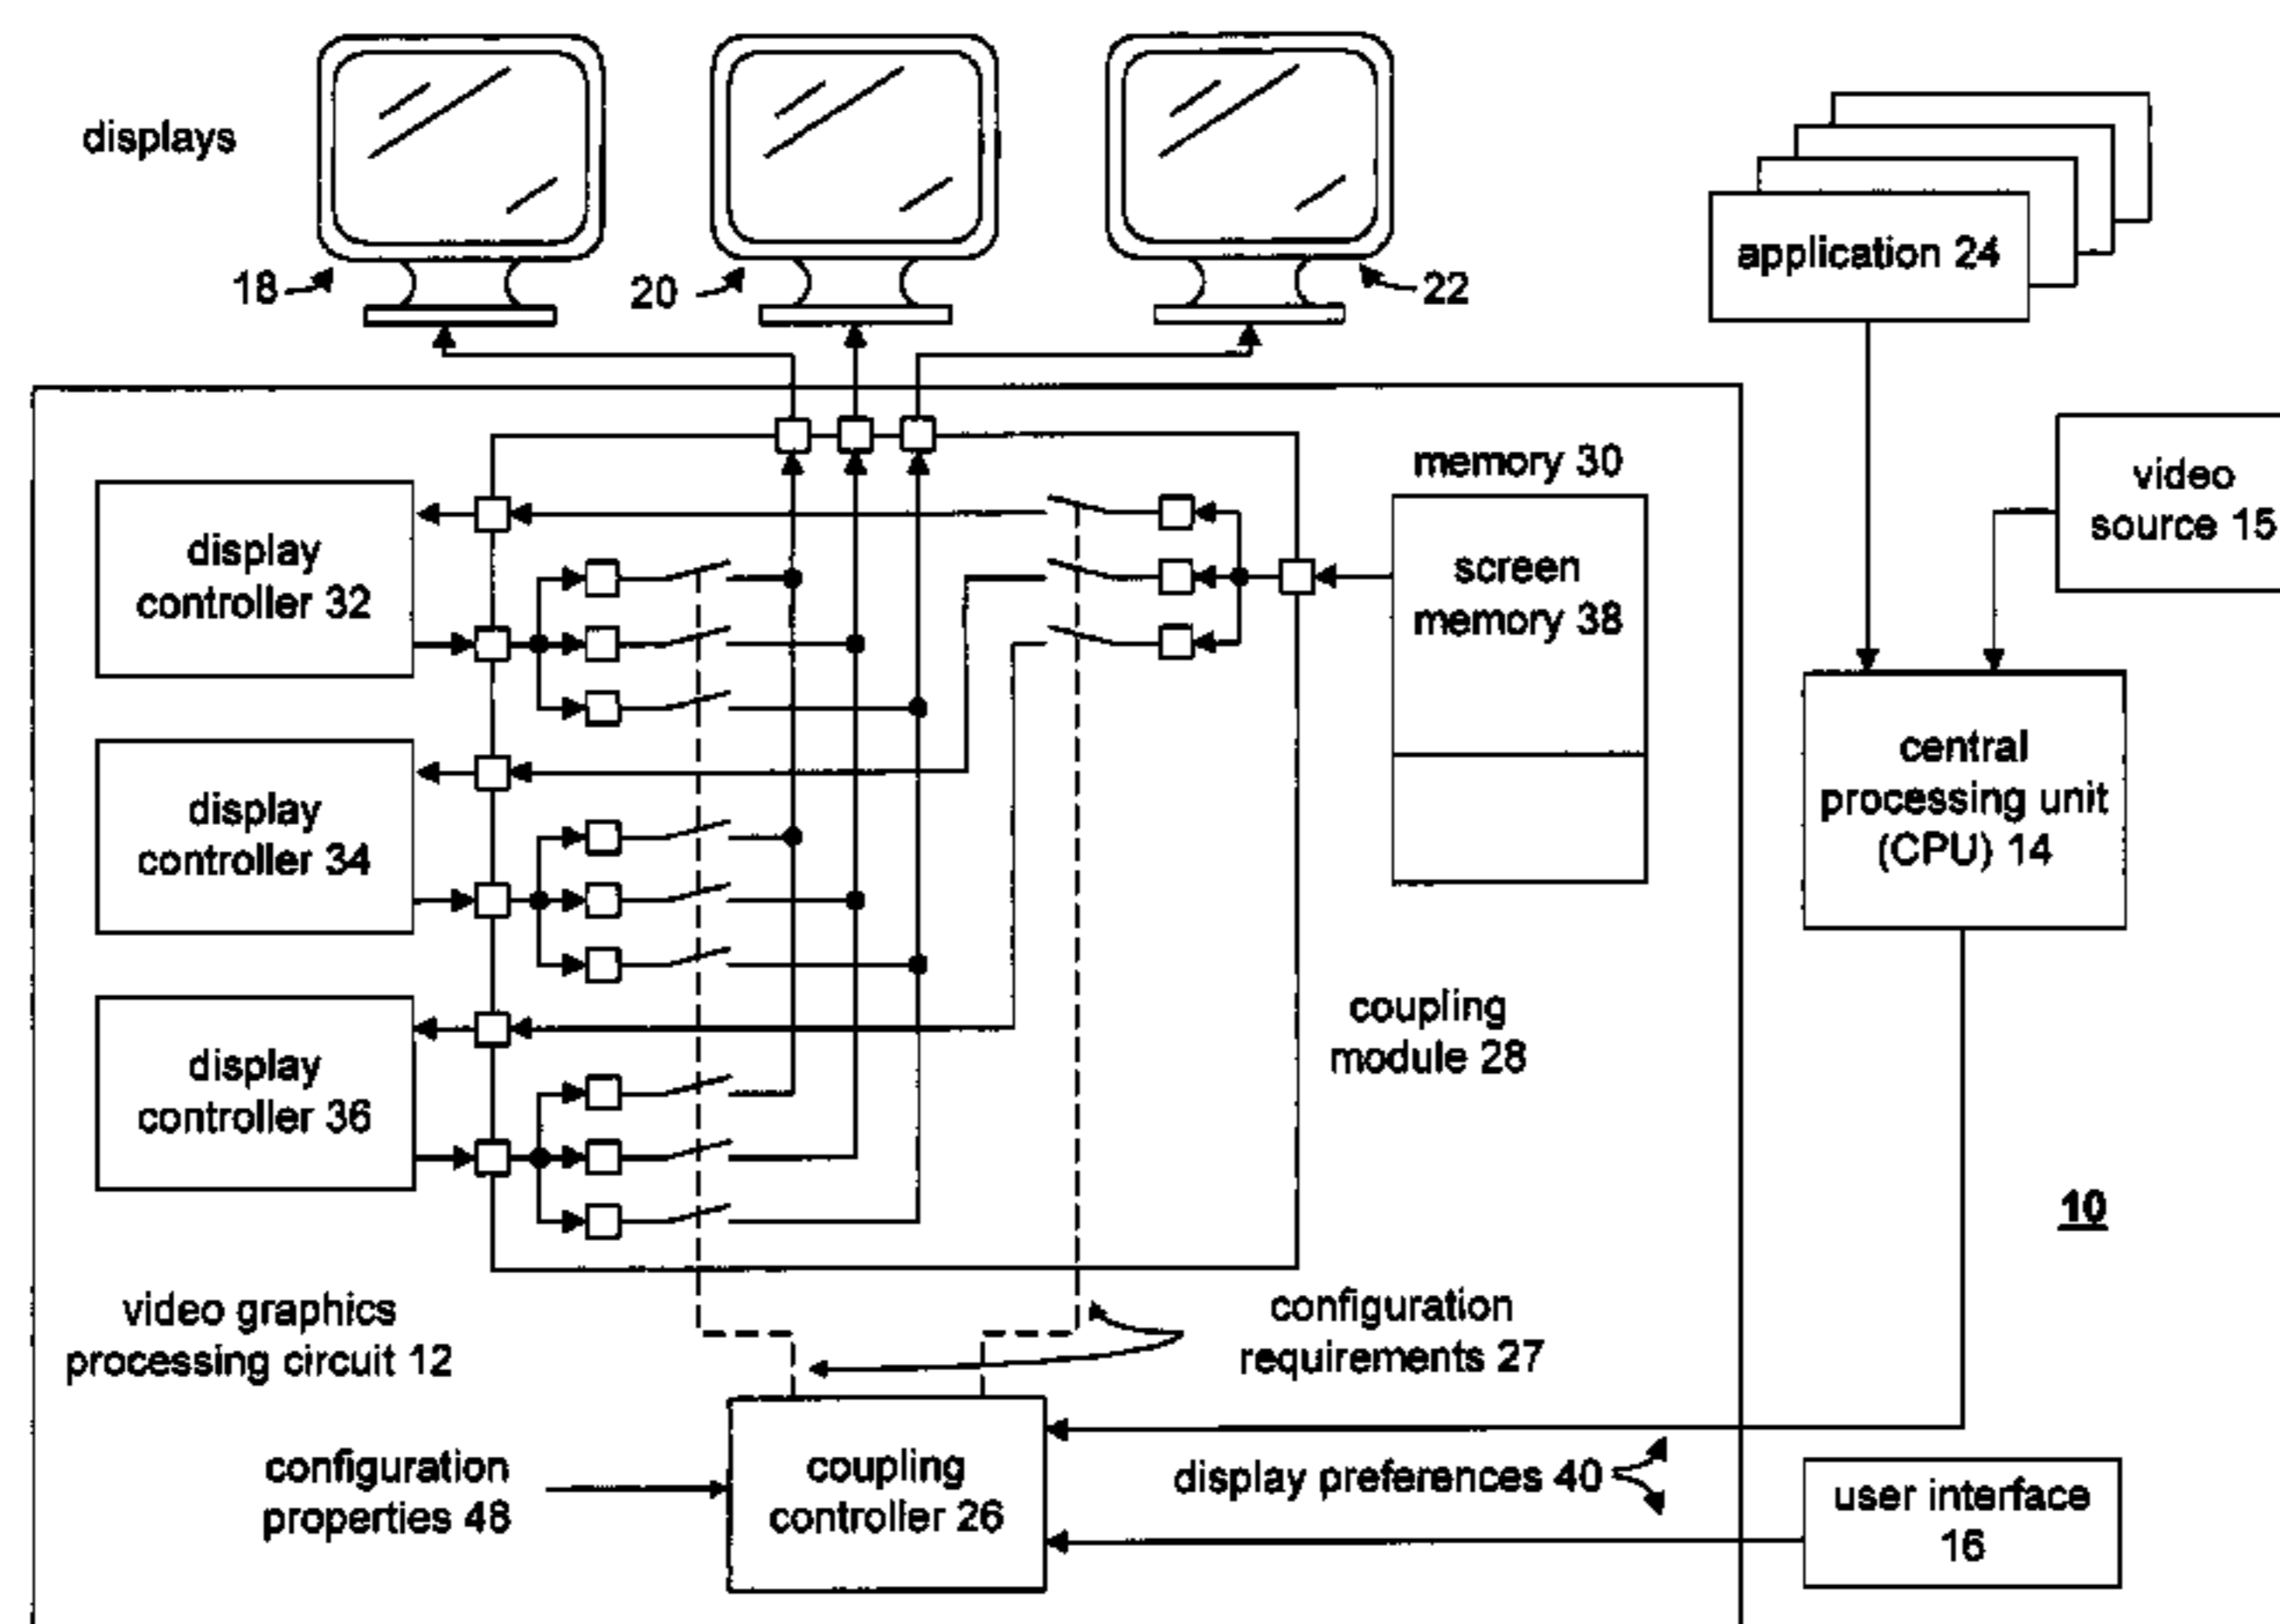 displays
18
20
22
application 24
memory 30
video
source 15
display
controller 32
screen
memory 38
central
processing unit
(CPU) 14
display
controller 34
coupling
module 28
display
controller 36
10
video graphics
processing circuit 12
configuration
requirements 27
configuration
properties 48
coupling
controller 26
display preferences 40
user interface
16